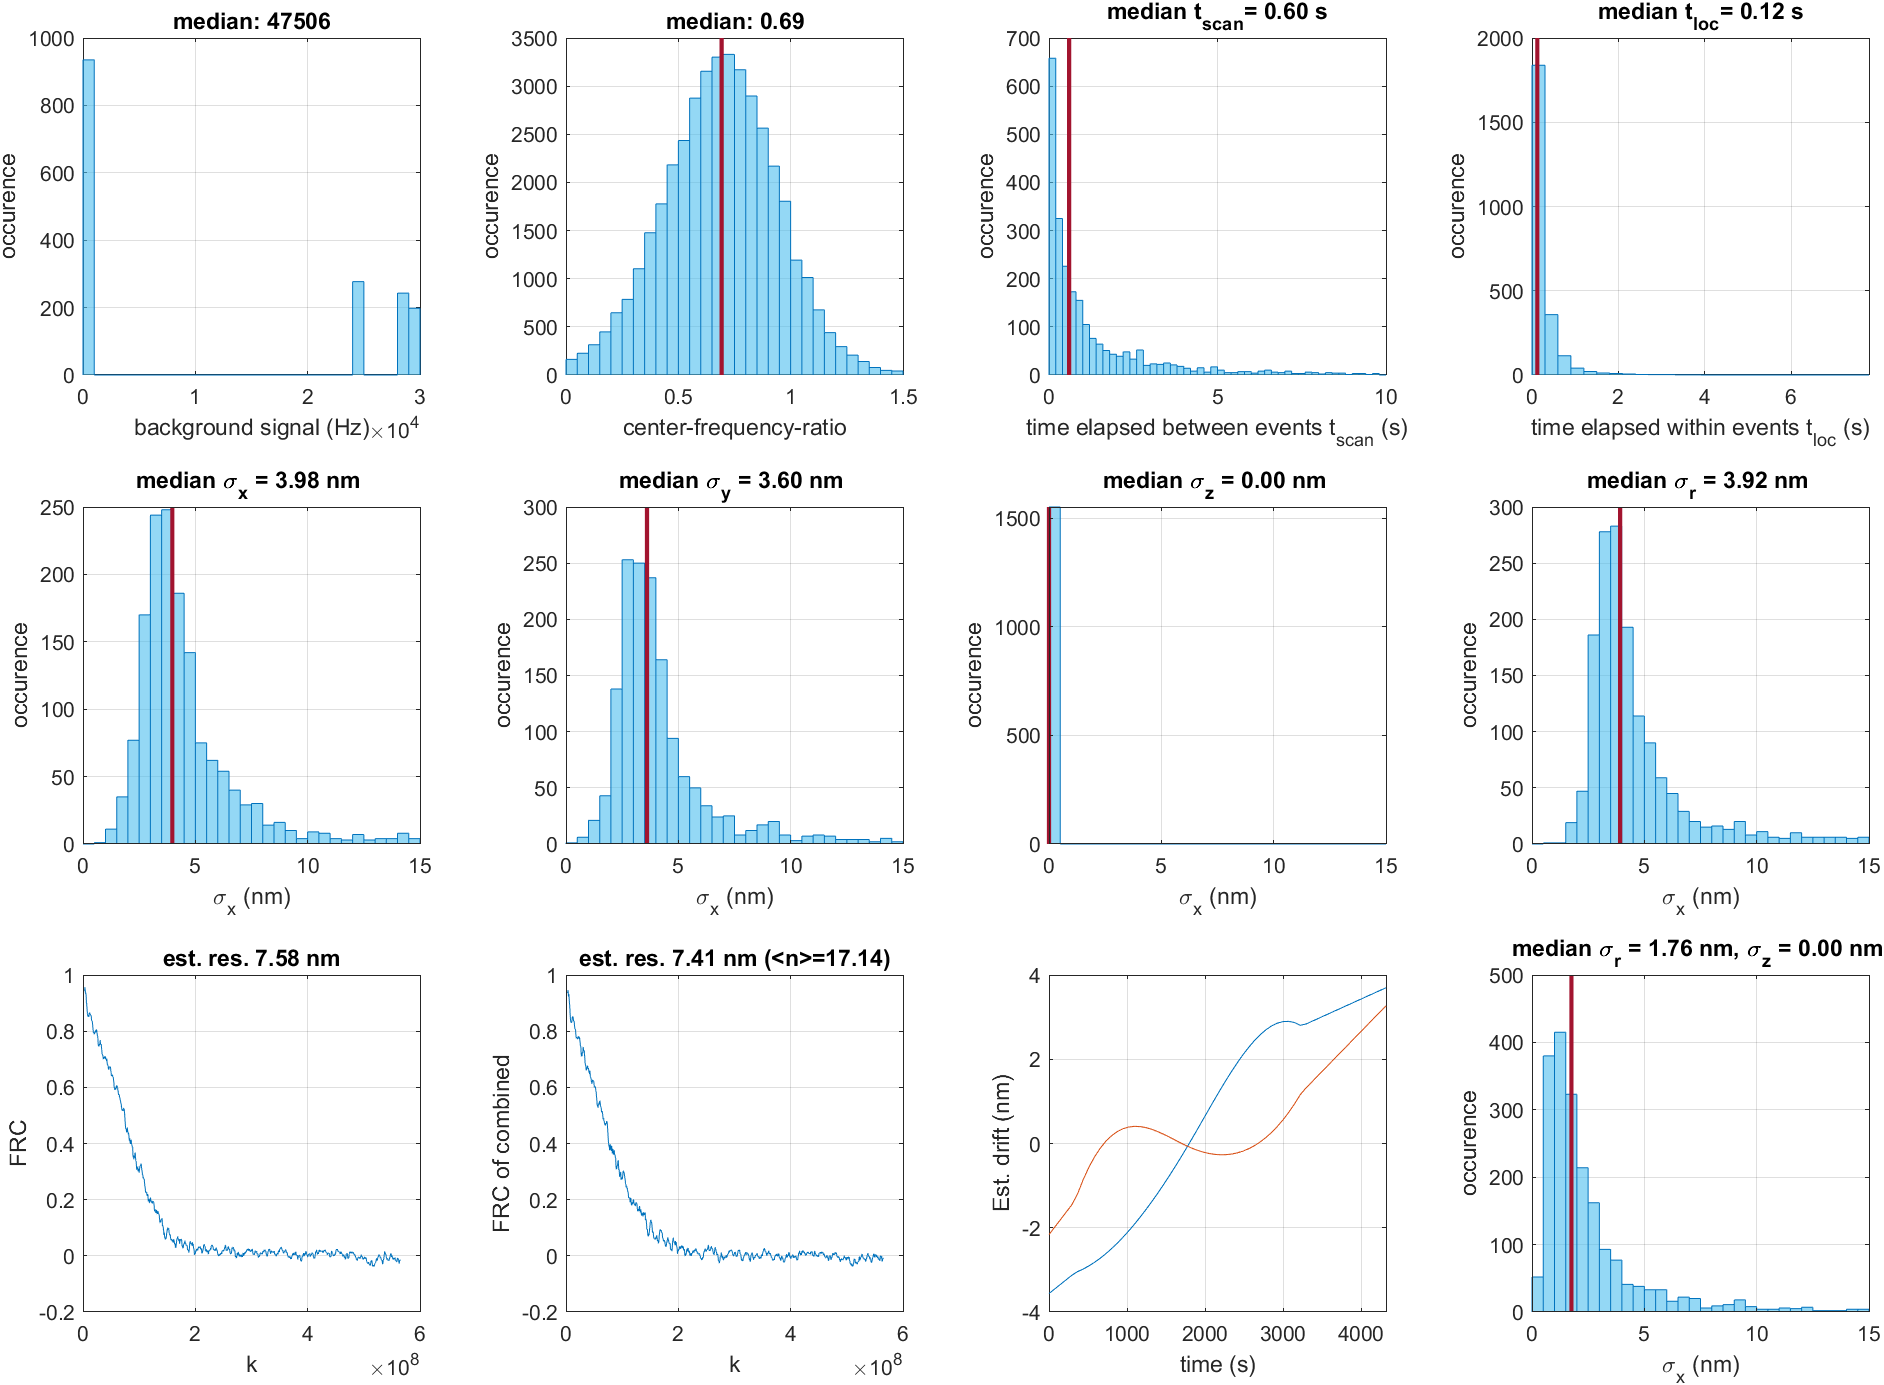 median: 47506
1000
800
600
400
200
0
0 1 2 3
occurence
background signal (Hz) ×10^4
median: 0.69
3500
3000
2500
2000
1500
1000
500
0
0 0.5 1 1.5
occurence
center-frequency-ratio
median t_scan = 0.60 s
700
600
500
400
300
200
100
0
0 5 10
occurence
time elapsed between events t_scan (s)
median t_loc = 0.12 s
2000
1500
1000
500
0
0 2 4 6
occurence
time elapsed within events t_loc (s)
median σ_x = 3.98 nm
250
200
150
100
50
0
0 5 10 15
occurence
σ_x (nm)
median σ_y = 3.60 nm
300
250
200
150
100
50
0
0 5 10 15
occurence
σ_x (nm)
median σ_z = 0.00 nm
1500
1000
500
0
0 5 10 15
occurence
σ_x (nm)
median σ_r = 3.92 nm
300
250
200
150
100
50
0
0 5 10 15
occurence
σ_x (nm)
est. res. 7.58 nm
1
0.8
0.6
0.4
0.2
0
-0.2
0 2 4 6
FRC
k ×10^8
est. res. 7.41 nm (<n>=17.14)
1
0.8
0.6
0.4
0.2
0
-0.2
0 2 4 6
FRC of combined
k ×10^8
4
2
0
-2
-4
0 1000 2000 3000 4000
Est. drift (nm)
time (s)
median σ_r = 1.76 nm, σ_z = 0.00 nm
500
400
300
200
100
0
0 5 10 15
occurence
σ_x (nm)